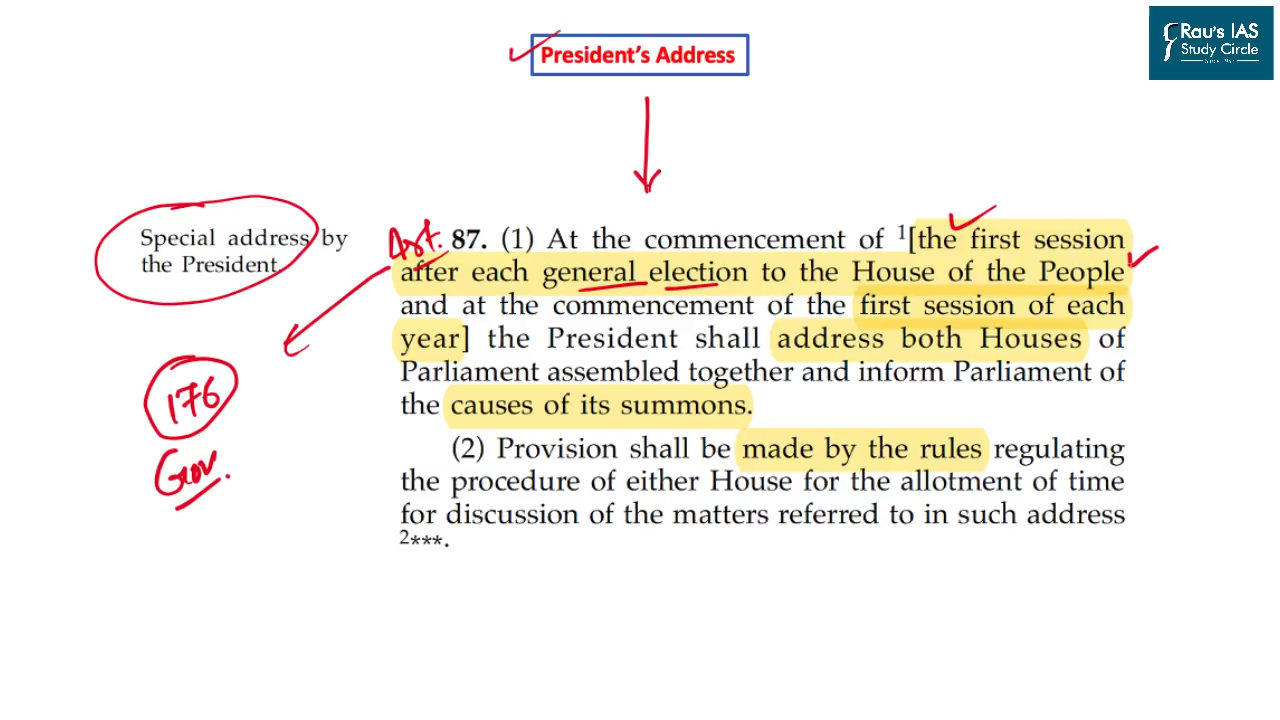 Rau's IAS
Study Circle
President's Address
Special address by
the President
Art. 87. (1) At the commencement of 1[the first session
after each general election to the House of the People
and at the commencement of the first session of each
year] the President shall address both Houses of
Parliament assembled together and inform Parliament of
the causes of its summons.
(2) Provision shall be made by the rules regulating
the procedure of either House for the allotment of time
for discussion of the matters referred to in such address
2***.
176
Gov.